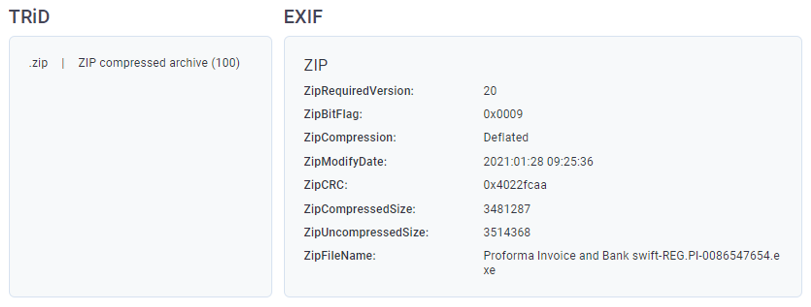 TRiD
.zip | ZIP compressed archive (100)
EXIF
ZIP
ZipRequiredVersion: 20
ZipBitFlag: 0x0009
ZipCompression: Deflated
ZipModifyDate: 2021:01:28 09:25:36
ZipCRC: 0x4022fcaa
ZipCompressedSize: 3481287
ZipUncompressedSize: 3514368
ZipFileName: Proforma Invoice and Bank swift-REG.PI-0086547654.e
xe